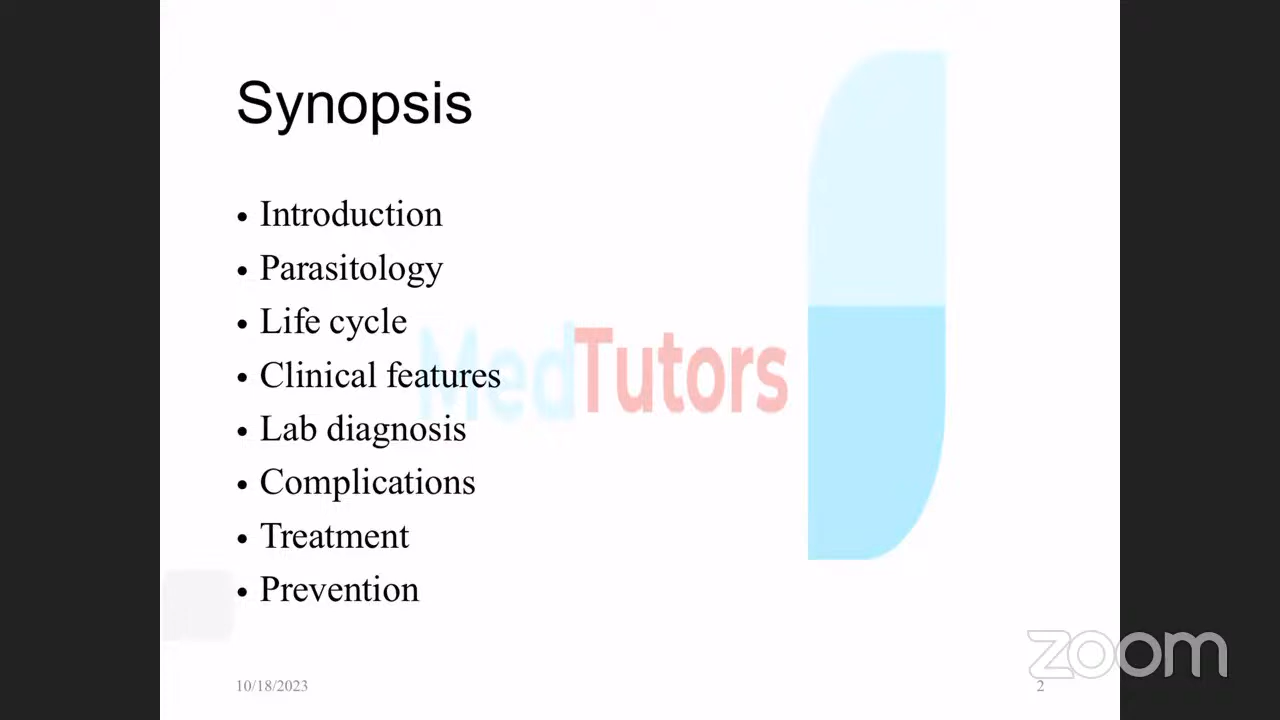 Synopsis
• Introduction
• Parasitology
• Life cycle
• Clinical features
• Lab diagnosis
• Complications
• Treatment
• Prevention
MedTutors
zoom
10/18/2023
2